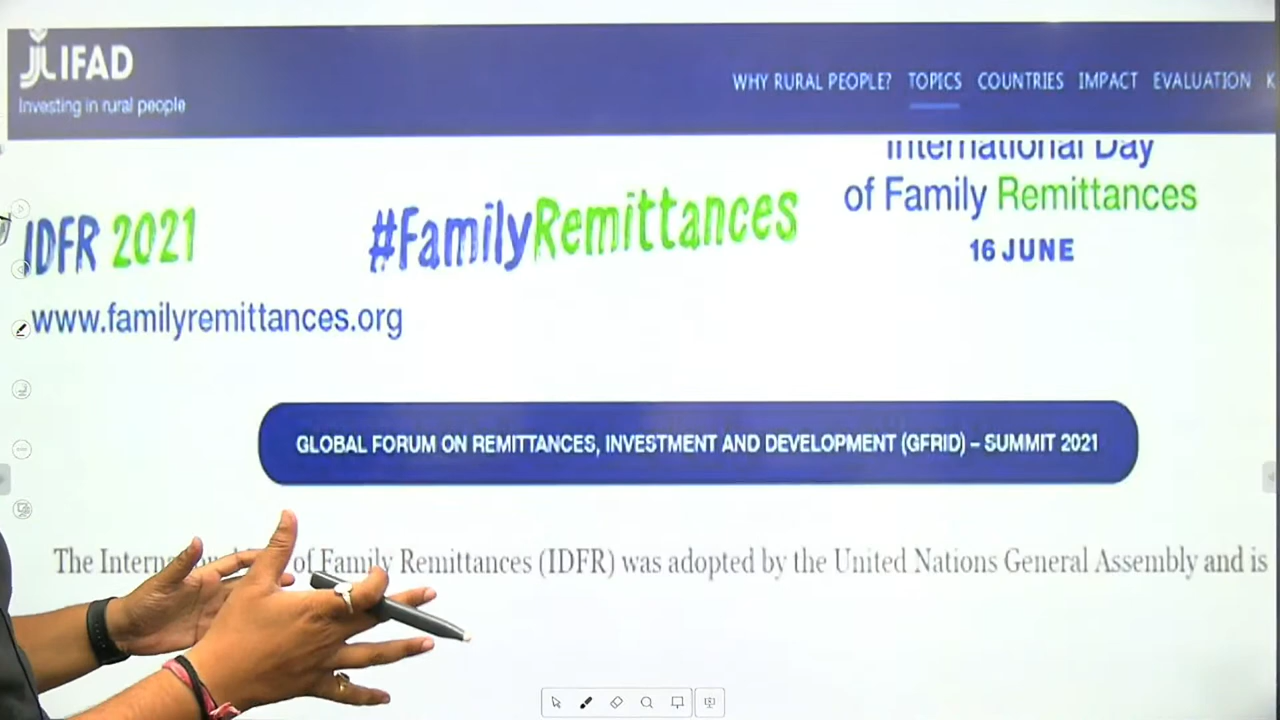 IFAD
Investing in rural people
WHY RURAL PEOPLE? TOPICS COUNTRIES IMPACT EVALUATION K
International Day
of Family Remittances
16 JUNE
IDFR 2021
#FamilyRemittances
www.familyremittances.org
GLOBAL FORUM ON REMITTANCES, INVESTMENT AND DEVELOPMENT (GFRID) – SUMMIT 2021
The of Family Remittances (IDFR) was adopted by the United Nations General Assembly and is